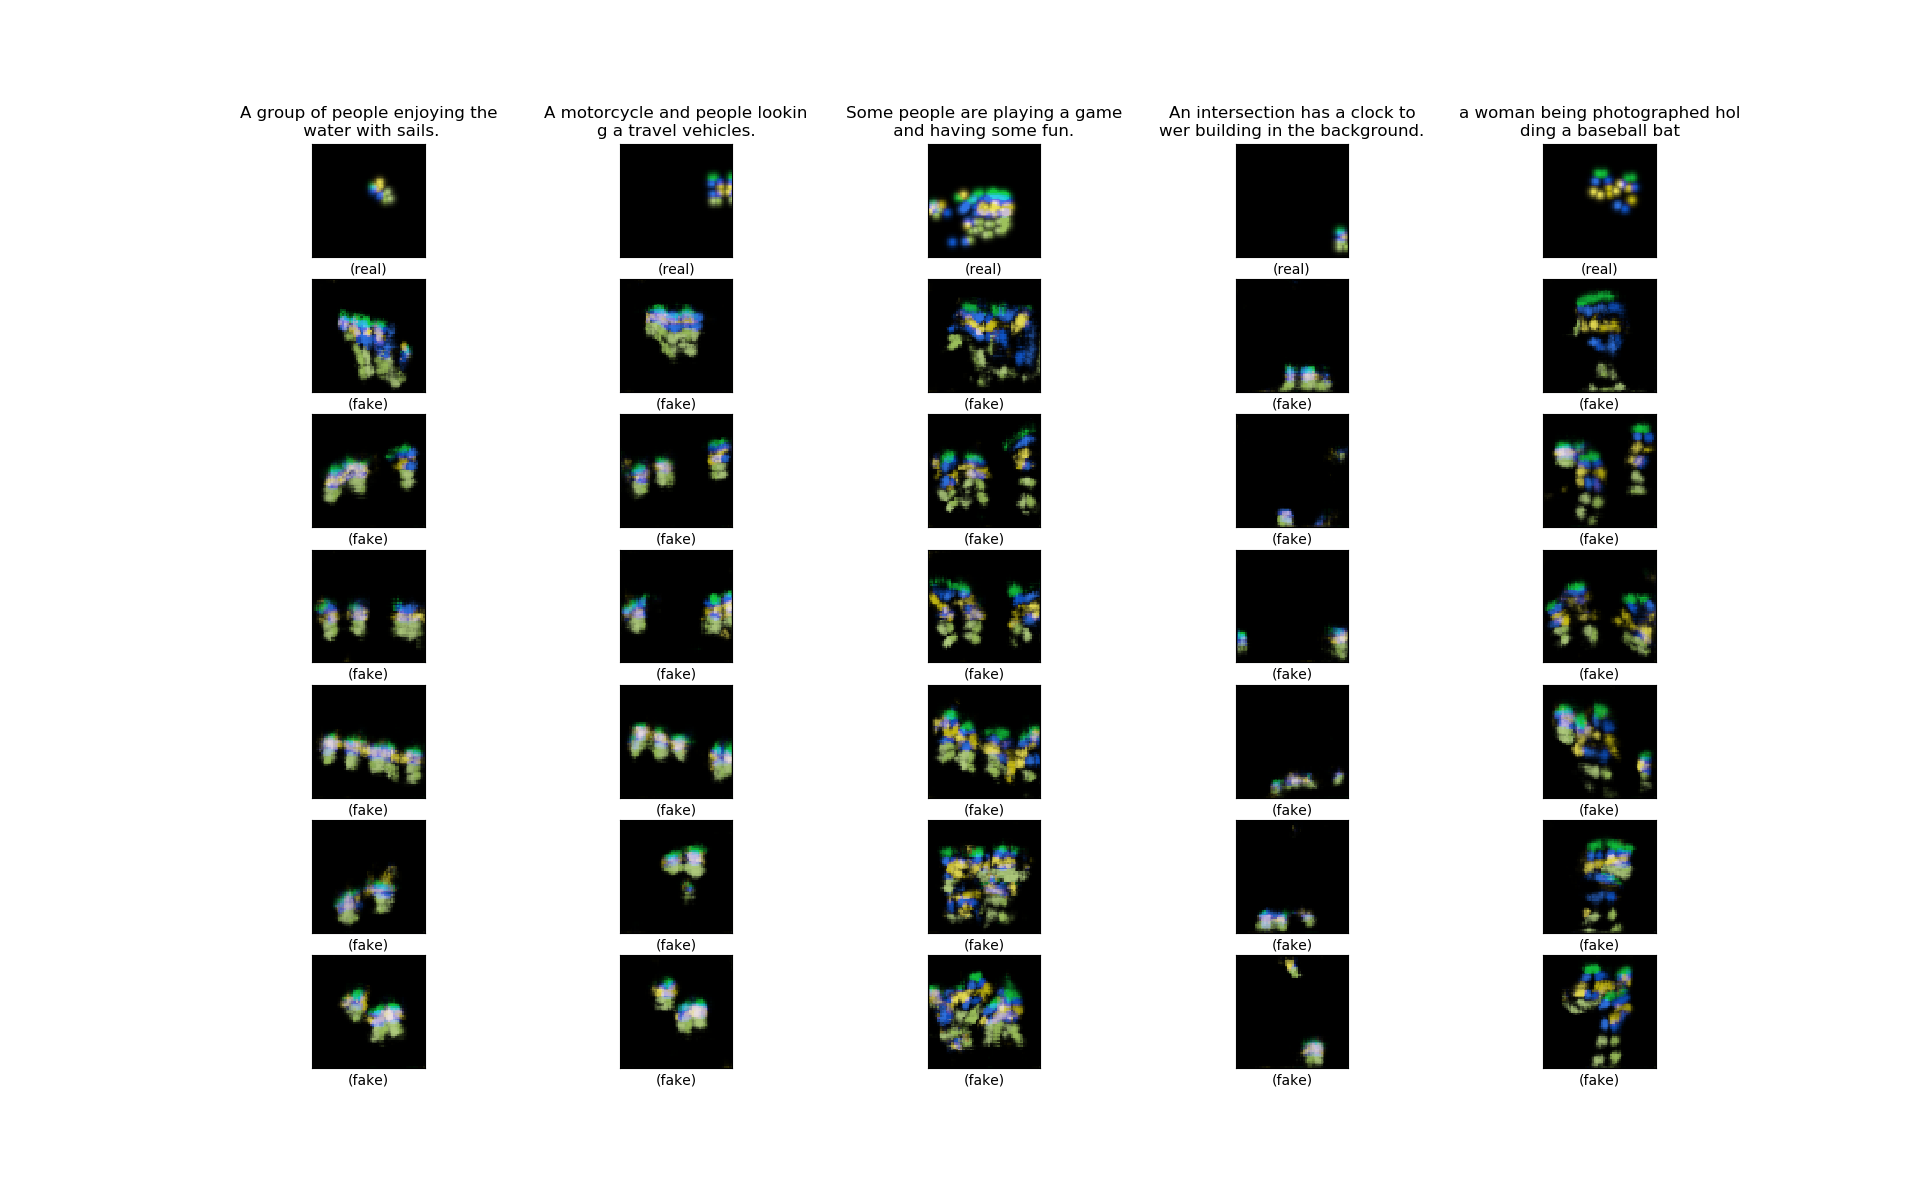 A group of people enjoying the
water with sails.
A motorcycle and people lookin
g a travel vehicles.
Some people are playing a game
and having some fun.
An intersection has a clock to
wer building in the background.
a woman being photographed hol
ding a baseball bat
(real) (real) (real) (real) (real)
(fake) (fake) (fake) (fake) (fake)
(fake) (fake) (fake) (fake) (fake)
(fake) (fake) (fake) (fake) (fake)
(fake) (fake) (fake) (fake) (fake)
(fake) (fake) (fake) (fake) (fake)
(fake) (fake) (fake) (fake) (fake)